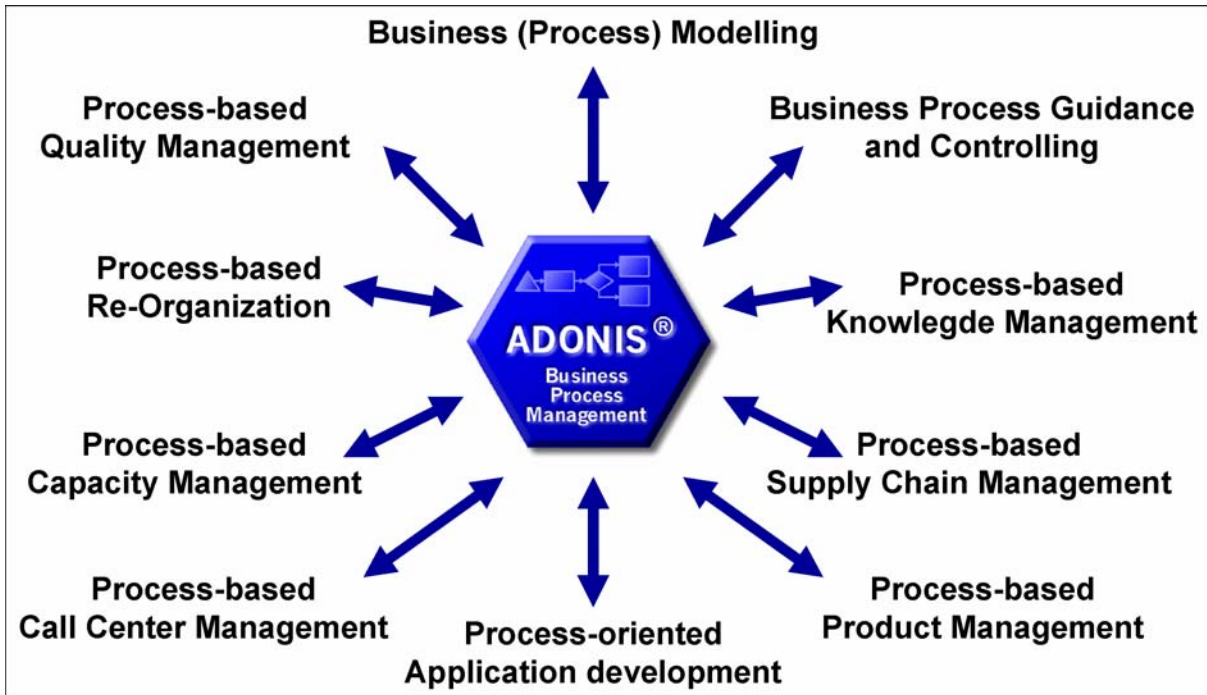 Business (Process) Modelling
Process-based
Quality Management
Business Process Guidance
and Controlling
Process-based
Re-Organization
Process-based
Knowlegde Management
ADONIS®
Business
Process
Management
Process-based
Capacity Management
Process-based
Supply Chain Management
Process-based
Call Center Management
Process-oriented
Application development
Process-based
Product Management